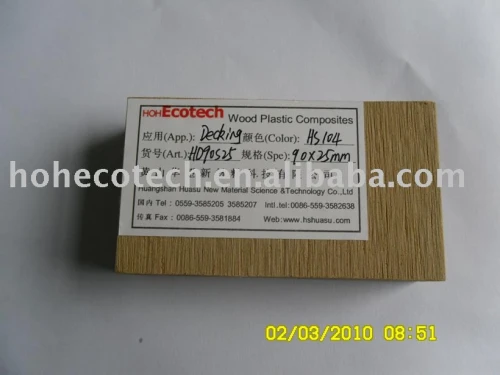 HOHEcotech Wood Plastic Composites
应用(App.): Decking 颜色(Color): HS104
货号(Art.) HD90S25 规格(Spe): 90X25mm
hohecotech.en.alibaba.com
Huangshan Huasu New Material Science &Technology Co.,Ltd
国内 Tel : 0559-3585205 3585207 Intl.tel: 0086-559-3582638
传真 Fax : 0086-559-3581884 Web:www.hshuasu.com
02/03/2010 08:51